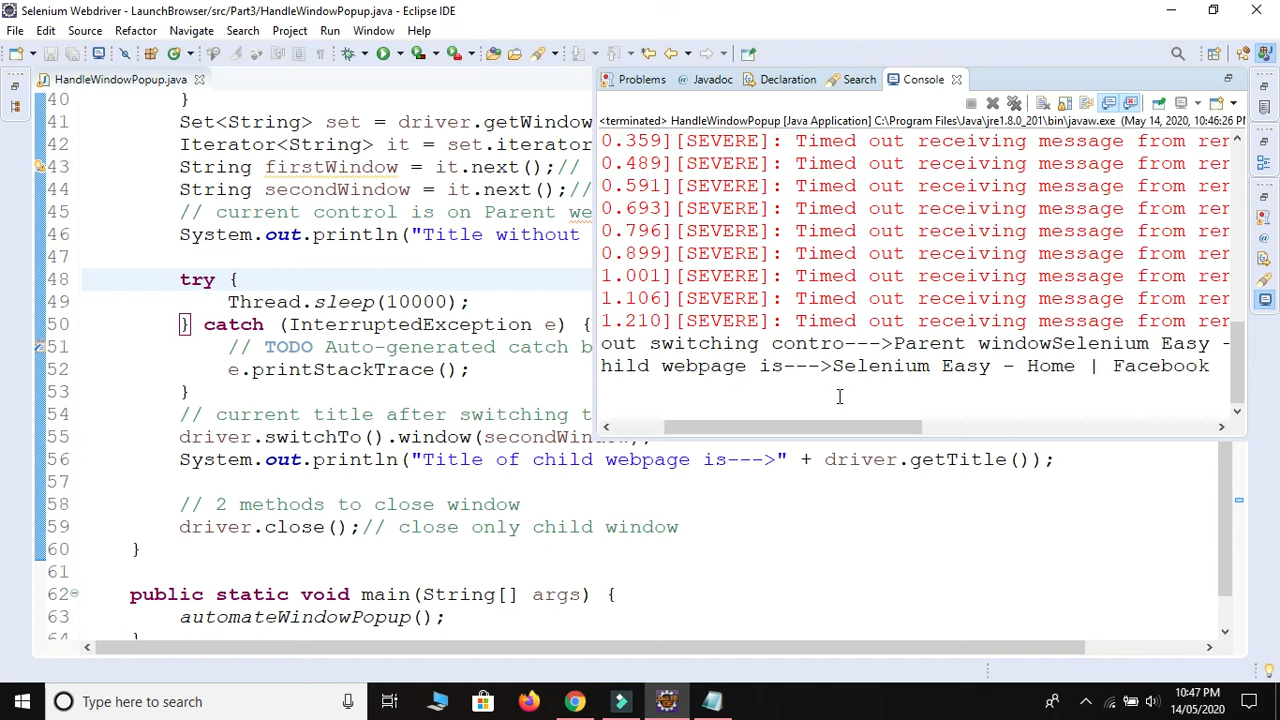 Selenium Webdriver - LaunchBrowser/src/Part3/HandleWindowPopup.java - Eclipse IDE
File Edit Source Refactor Navigate Search Project Run Window Help
HandleWindowPopup.java
40 }
41 Set<String> set = driver.getWindow
42 Iterator<String> it = set.iterator
43 String firstWindow = it.next();//
44 String secondWindow = it.next();//
45 // current control is on Parent we
46 System.out.println("Title without
47
48 try {
49 Thread.sleep(10000);
50 } catch (InterruptedException e) {
51 // TODO Auto-generated catch b
52 e.printStackTrace();
53 }
54 // current title after switching t
55 driver.switchTo().window(secondWindow);
56 System.out.println("Title of child webpage is--->" + driver.getTitle());
57
58 // 2 methods to close window
59 driver.close();// close only child window
60 }
61
62 public static void main(String[] args) {
63 automateWindowPopup();
64 }
Problems Javadoc Declaration Search Console
<terminated> HandleWindowPopup [Java Application] C:\Program Files\Java\jre1.8.0_201\bin\javaw.exe (May 14, 2020, 10:46:26 PM
0.359][SEVERE]: Timed out receiving message from ren
0.489][SEVERE]: Timed out receiving message from ren
0.591][SEVERE]: Timed out receiving message from ren
0.693][SEVERE]: Timed out receiving message from ren
0.796][SEVERE]: Timed out receiving message from ren
0.899][SEVERE]: Timed out receiving message from ren
1.001][SEVERE]: Timed out receiving message from ren
1.106][SEVERE]: Timed out receiving message from ren
1.210][SEVERE]: Timed out receiving message from ren
out switching contro--->Parent windowSelenium Easy -
hild webpage is--->Selenium Easy - Home | Facebook
Type here to search
10:47 PM
14/05/2020